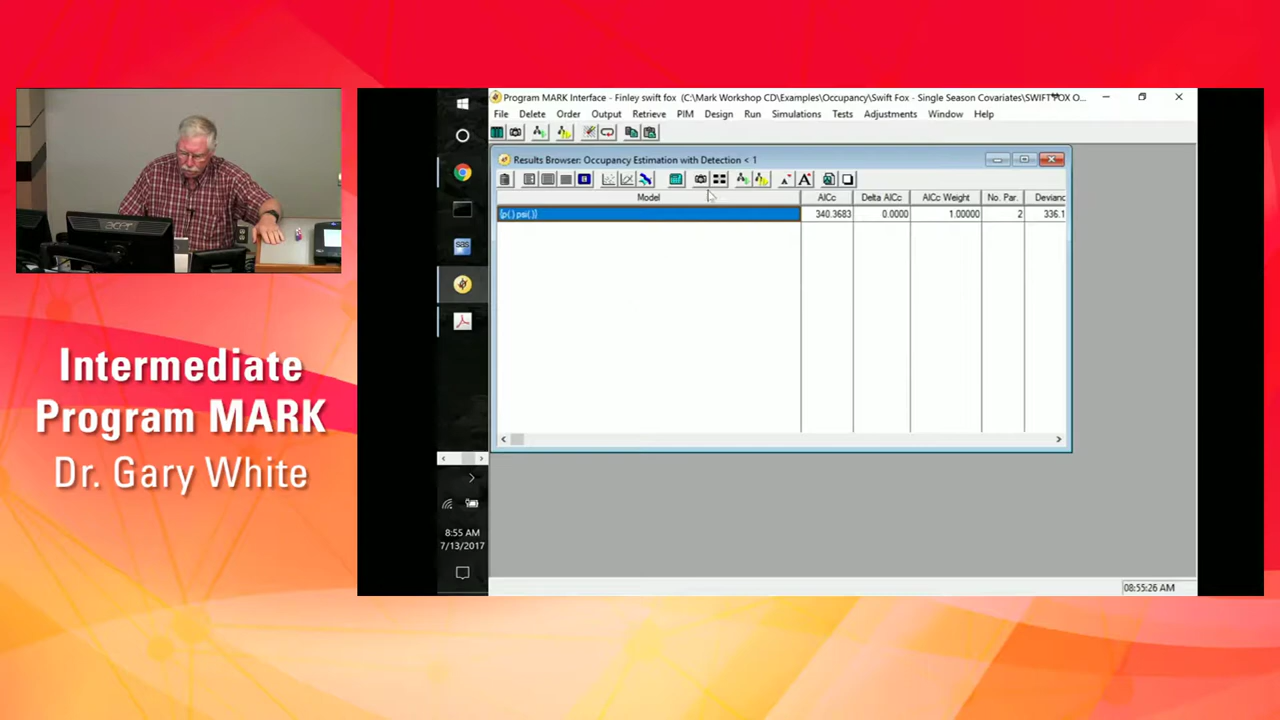 Intermediate
Program MARK
Dr. Gary White
Program MARK Interface - Finley swift fox (C:\Mark Workshop CD\Examples\Occupancy\Swift Fox - Single Season Covariates\SWIFT FOX O...
File Delete Order Output Retrieve PIM Design Run Simulations Tests Adjustments Window Help
Results Browser: Occupancy Estimation with Detection < 1
Model AICc Delta AICc AICc Weight No. Par. Devianc
{p(.) psi(.)} 340.3683 0.0000 1.00000 2 336.1
sas
8:55 AM
7/13/2017
08:55:26 AM